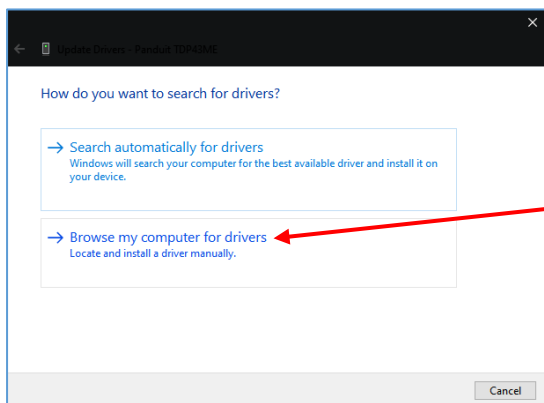 Update Drivers - Panduit TDP43ME
How do you want to search for drivers?
Search automatically for drivers
Windows will search your computer for the best available driver and install it on
your device.
Browse my computer for drivers
Locate and install a driver manually.
Cancel